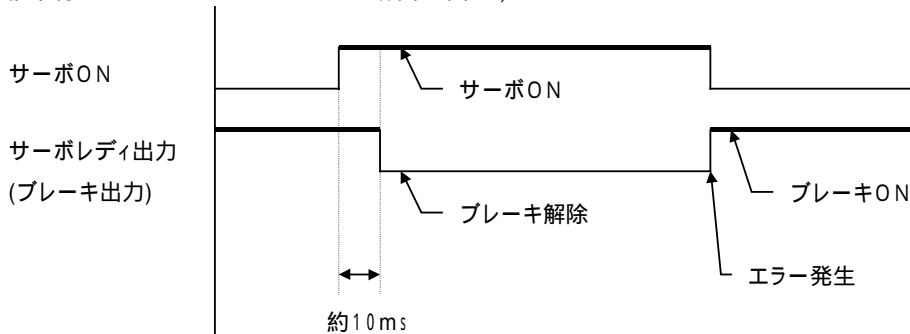 サーボON
サーボON
サーボレディ出力
(ブレーキ出力)
ブレーキON
ブレーキ解除
エラー発生
約10ms